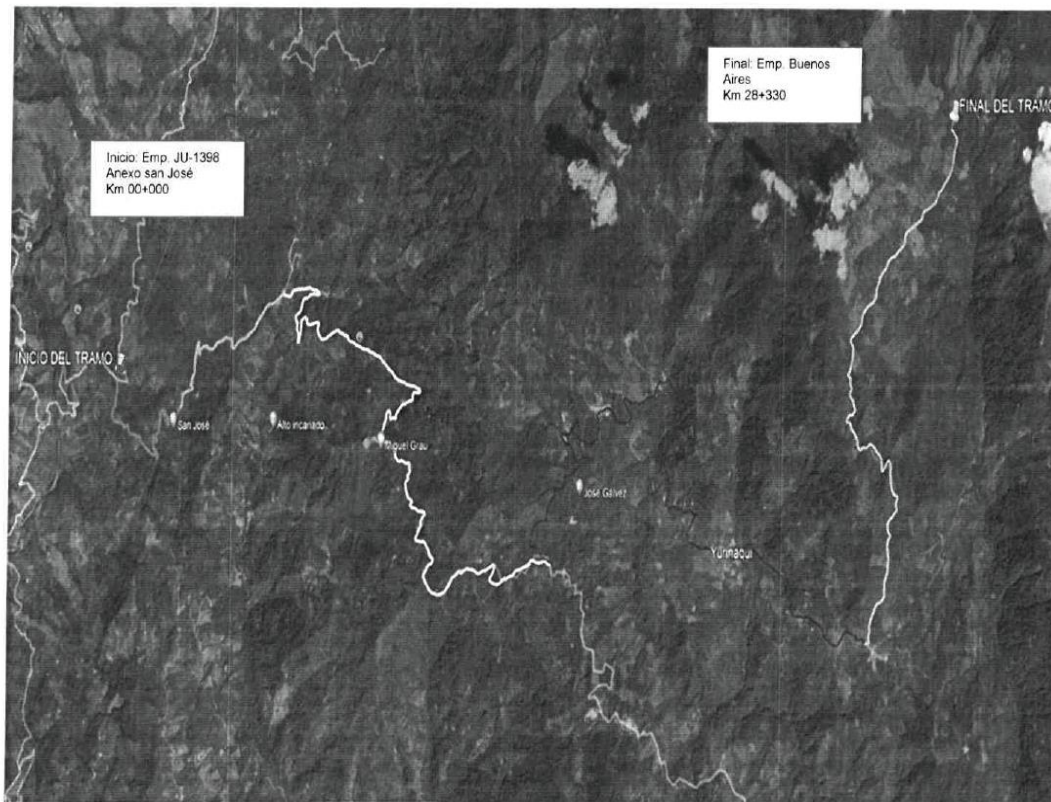 Final: Emp. Buenos
Aires
Km 28+330
FINAL DEL TRAMO
Inicio: Emp. JU-1398
Anexo san José
Km 00+000
INICIO DEL TRAMO
San José
Alto incariado
Miguel Grau
José Gálvez
Yurinaqui